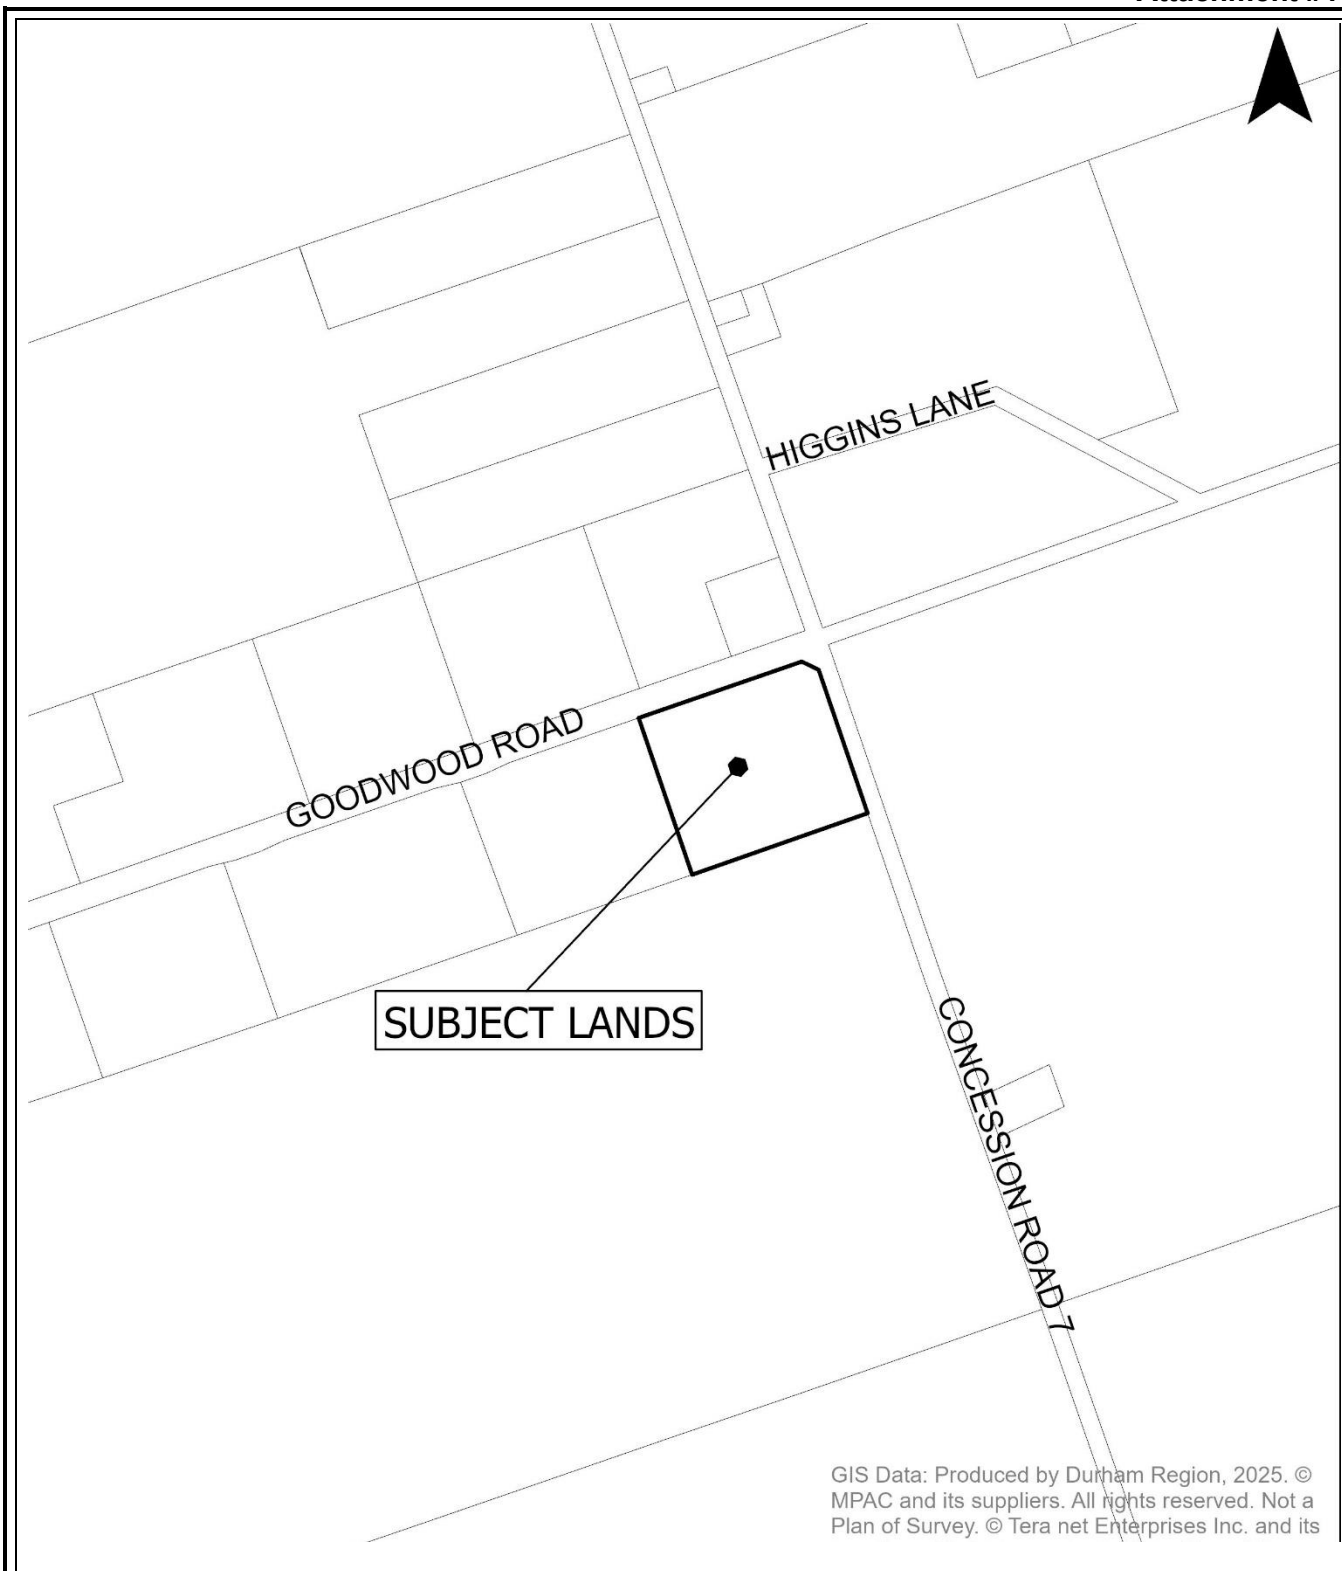 HIGGINS LANE
GOODWOOD ROAD
SUBJECT LANDS
CONCESSION ROAD 7
GIS Data: Produced by Durham Region, 2025. ©
MPAC and its suppliers. All rights reserved. Not a
Plan of Survey. © Tera net Enterprises Inc. and its